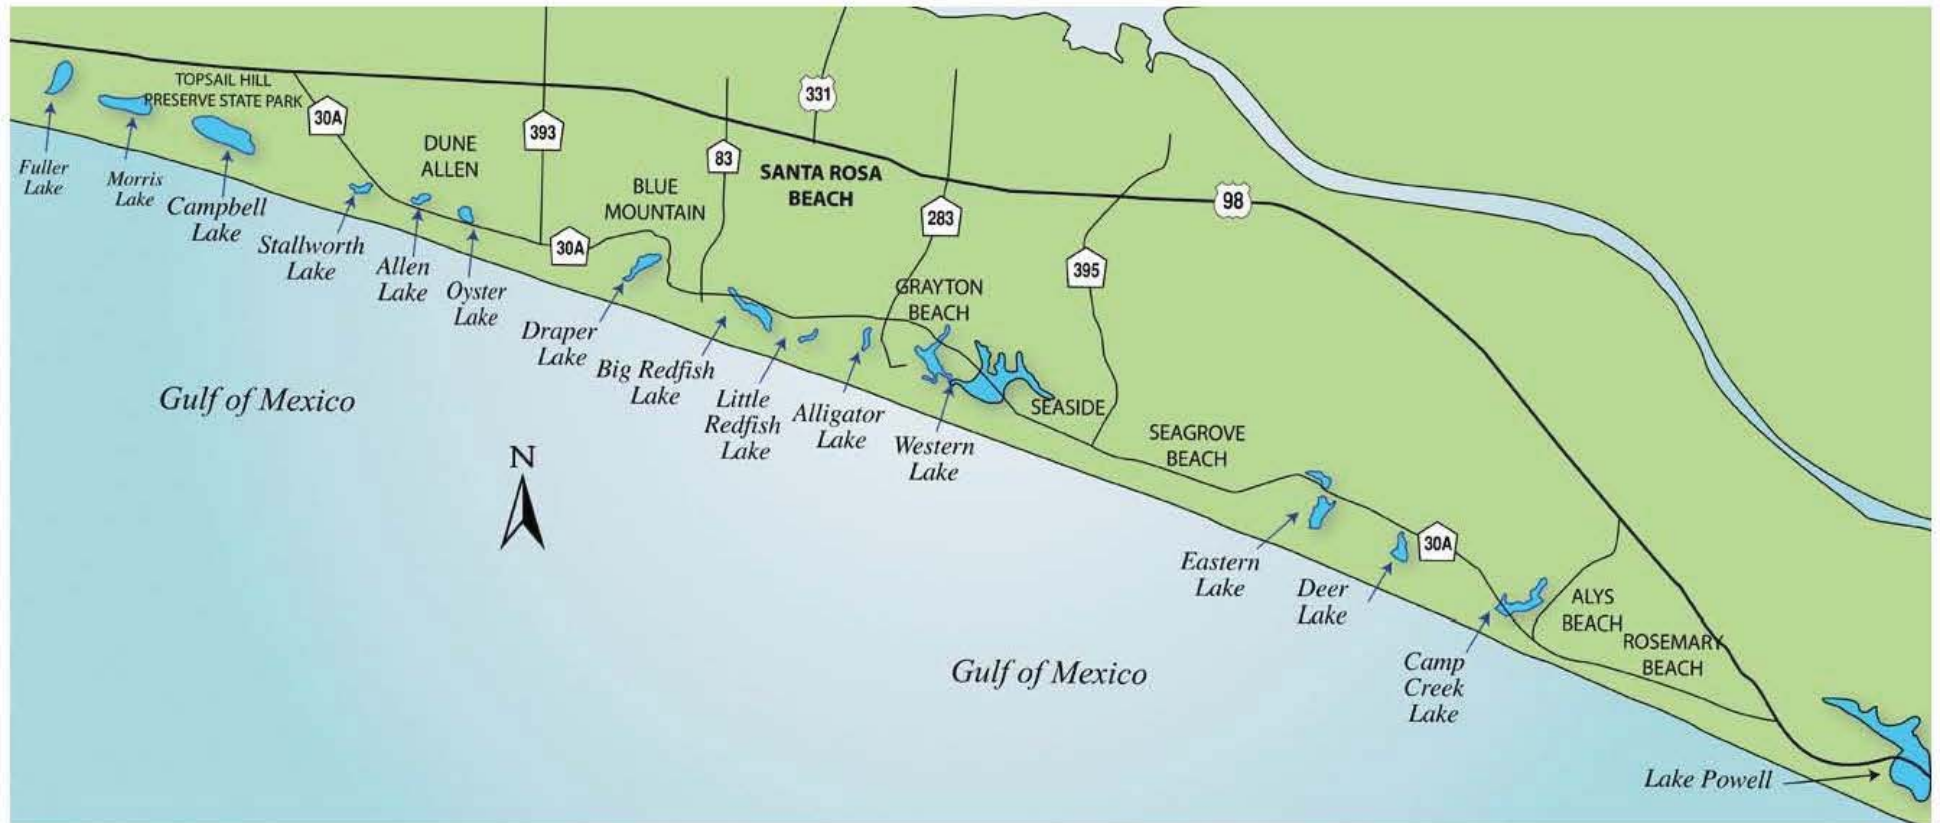 TOPSAIL HILL
PRESERVE STATE PARK
30A
393
331
83
98
283
395
DUNE
ALLEN
BLUE
MOUNTAIN
SANTA ROSA
BEACH
Fuller
Lake
Morris
Lake
Campbell
Lake
Stallworth
Lake
Allen
Lake
Oyster
Lake
30A
Draper
Lake
Big Redfish
Lake
Little
Redfish
Lake
Alligator
Lake
Western
Lake
GRAYTON
BEACH
SEASIDE
SEAGROVE
BEACH
Gulf of Mexico
N
Eastern
Lake
Deer
Lake
30A
Camp
Creek
Lake
ALYS
BEACH
ROSEMARY
BEACH
Gulf of Mexico
Lake Powell